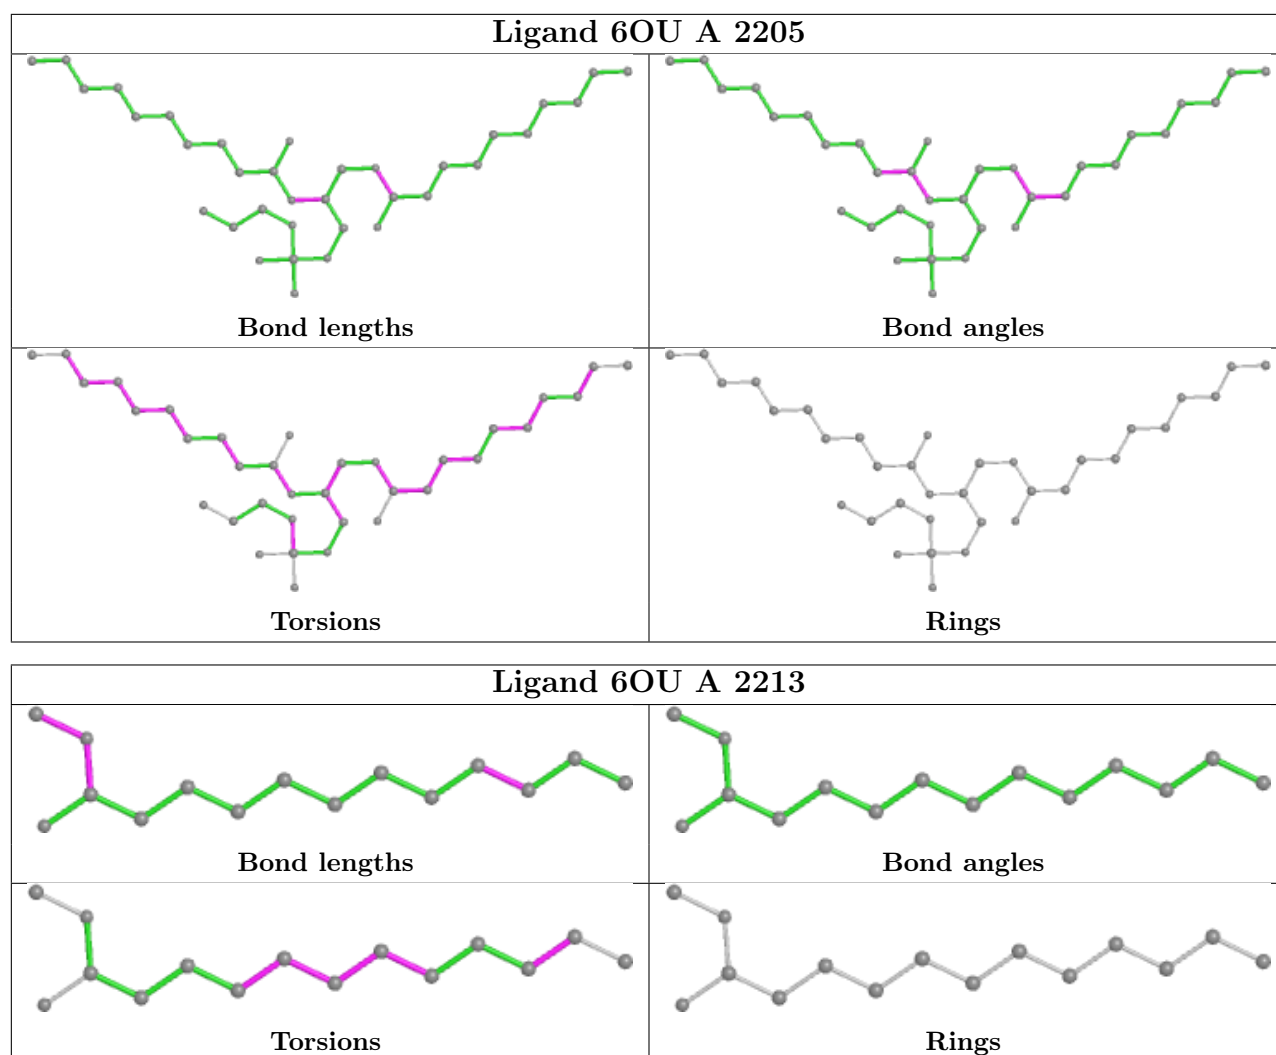 Ligand 6OU A 2205
Bond lengths
Bond angles
Torsions
Rings
Ligand 6OU A 2213
Bond lengths
Bond angles
Torsions
Rings